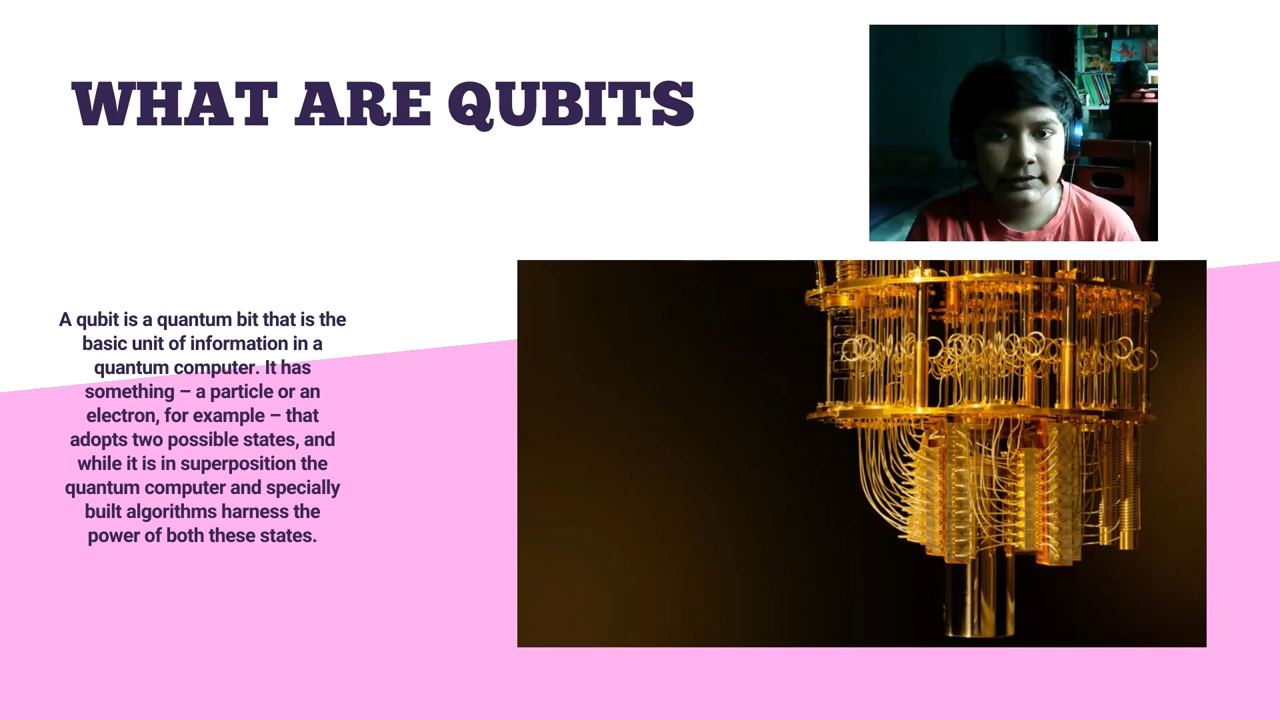 WHAT ARE QUBITS
A qubit is a quantum bit that is the
basic unit of information in a
quantum computer. It has
something – a particle or an
electron, for example – that
adopts two possible states, and
while it is in superposition the
quantum computer and specially
built algorithms harness the
power of both these states.